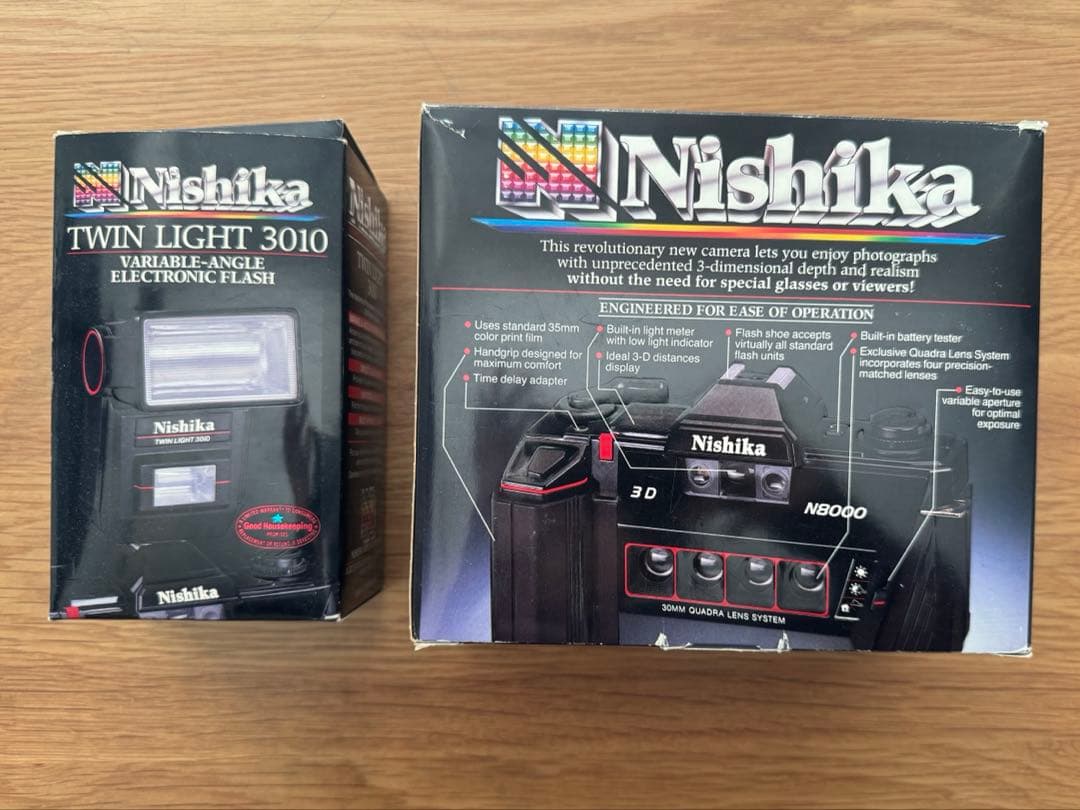 Nishika
TWIN LIGHT 3010
VARIABLE-ANGLE
ELECTRONIC FLASH
Nishika
TWIN LIGHT 3010
Good Housekeeping
PROMISES
Nishika
Nishika
Nishika
This revolutionary new camera lets you enjoy photographs
with unprecedented 3-dimensional depth and realism
without the need for special glasses or viewers!
ENGINEERED FOR EASE OF OPERATION
• Uses standard 35mm
color print film
• Handgrip designed for
maximum comfort
• Time delay adapter
• Built-in light meter
with low light indicator
• Ideal 3-D distances
display
• Flash shoe accepts
virtually all standard
flash units
• Built-in battery tester
• Exclusive Quadra Lens System
incorporates four precision-
matched lenses
• Easy-to-use
variable aperture
for optimal
exposure
Nishika
3D
N8000
30MM QUADRA LENS SYSTEM